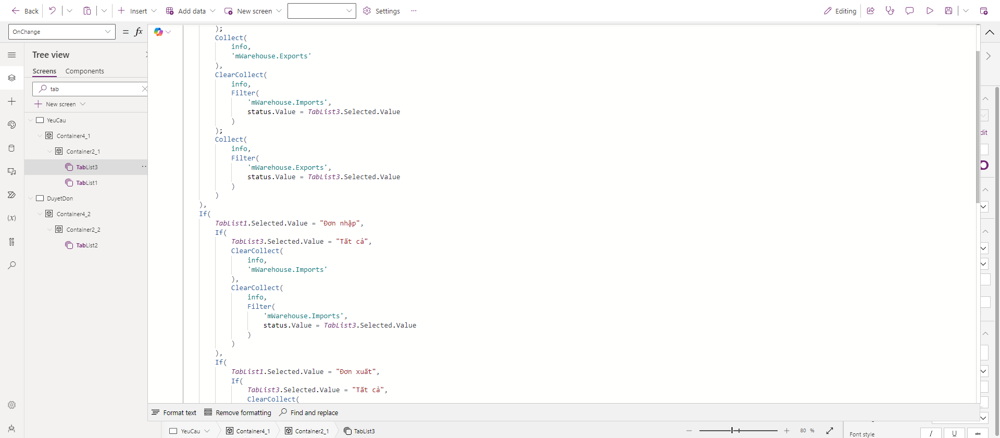 Back
Insert
Add data
New screen
Settings
Editing
OnChange
= fx
Tree view
Screens
Components
tab
New screen
YeuCau
Container4_1
Container2_1
TabList3
TabList1
DuyetDon
Container4_2
Container2_2
TabList2
);
Collect(
info,
'mWarehouse.Exports'
),
ClearCollect(
info,
Filter(
'mWarehouse.Imports',
status.Value = TabList3.Selected.Value
)
);
Collect(
info,
Filter(
'mWarehouse.Exports',
status.Value = TabList3.Selected.Value
)
)
),
If(
TabList1.Selected.Value = "Đơn nhập",
If(
TabList3.Selected.Value = "Tất cả",
ClearCollect(
info,
'mWarehouse.Imports'
),
ClearCollect(
info,
Filter(
'mWarehouse.Imports',
status.Value = TabList3.Selected.Value
)
)
),
If(
TabList1.Selected.Value = "Đơn xuất",
If(
TabList3.Selected.Value = "Tất cả",
ClearCollect(
dit
Format text
Remove formatting
Find and replace
YeuCau
Container4_1
Container2_1
TabList3
80 %
Font style
/ U abc